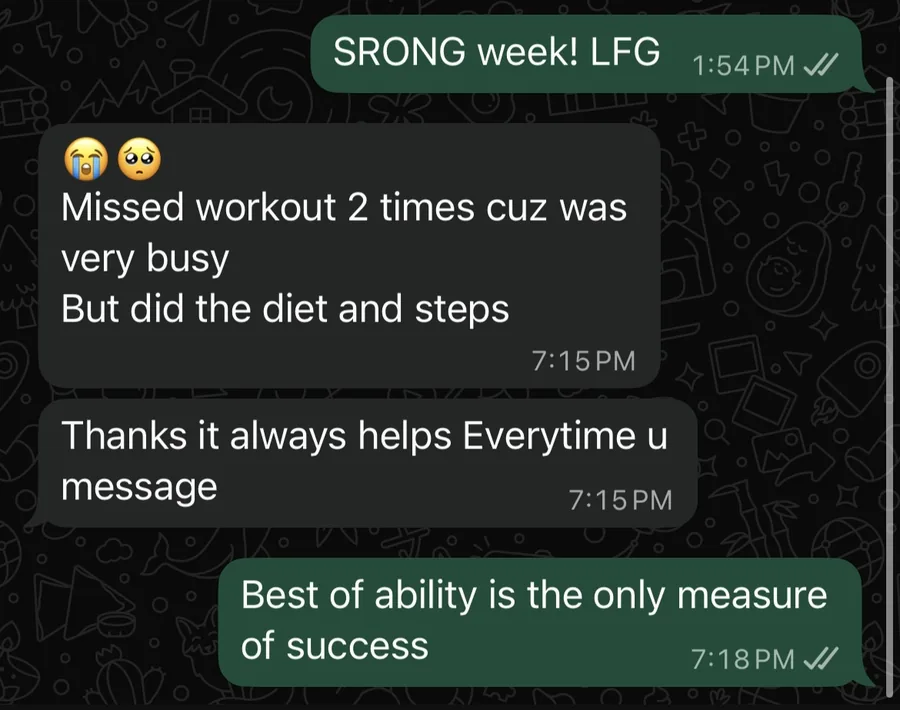 SRONG week! LFG
1:54 PM
😭🥺
Missed workout 2 times cuz was
very busy
But did the diet and steps
7:15 PM
Thanks it always helps Everytime u
message
7:15 PM
Best of ability is the only measure
of success
7:18 PM